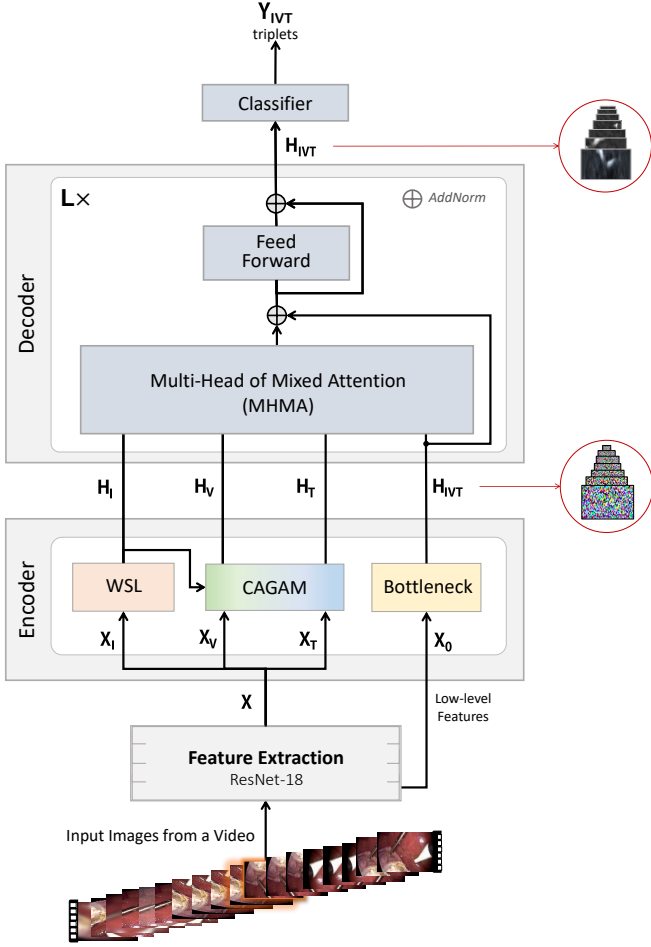 Y_IVT
triplets
Classifier
H_IVT
L×
⊕ AddNorm
Feed
Forward
Decoder
Multi-Head of Mixed Attention
(MHMA)
H_I H_V H_T H_IVT
Encoder
WSL CAGAM Bottleneck
X_I X_V X_T X_0
X
Low-level
Features
Feature Extraction
ResNet-18
Input Images from a Video